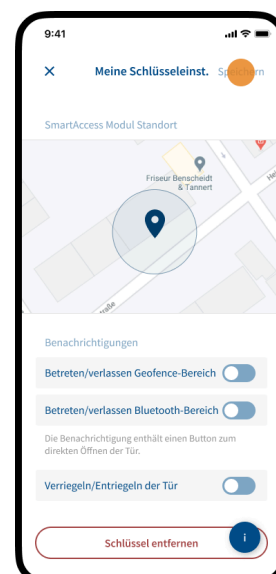 9:41
Meine Schlüsseleinst. Speichern
SmartAccess Modul Standort
Friseur Benscheidt
& Tannert
Benachrichtigungen
Betreten/verlassen Geofence-Bereich
Betreten/verlassen Bluetooth-Bereich
Die Benachrichtigung enthält einen Button zum
direkten Öffnen der Tür.
Verriegeln/Entriegeln der Tür
Schlüssel entfernen
i